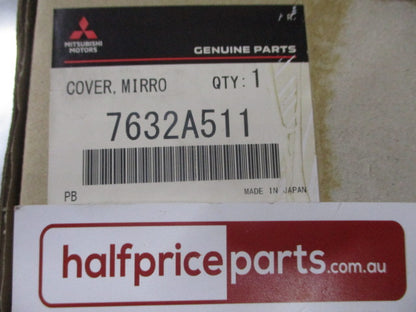 MITSUBISHI
MOTORS
GENUINE PARTS
COVER, MIRRO QTY: 1
7632A511
PB MADE IN JAPAN
halfpriceparts.com.au